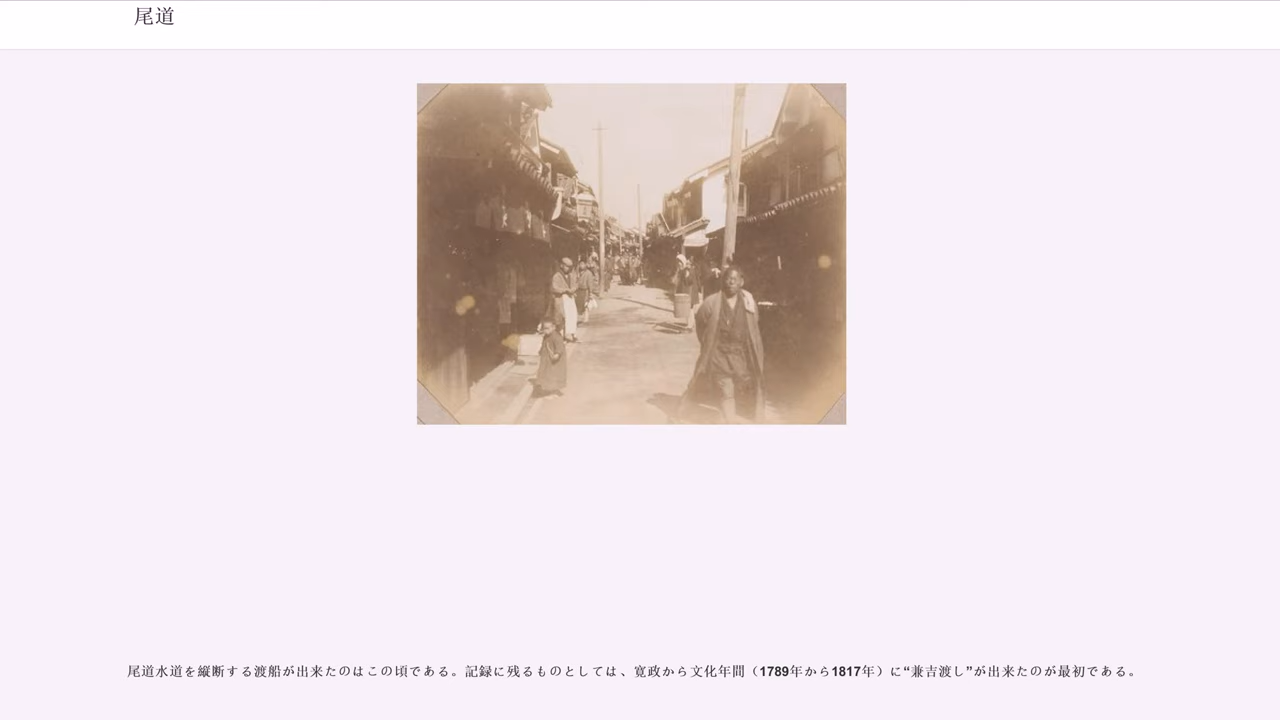 尾道
尾道水道を縦断する渡船が出来たのはこの頃である。記録に残るものとしては、寛政から文化年間（1789年から1817年）に“兼吉渡し”が出来たのが最初である。